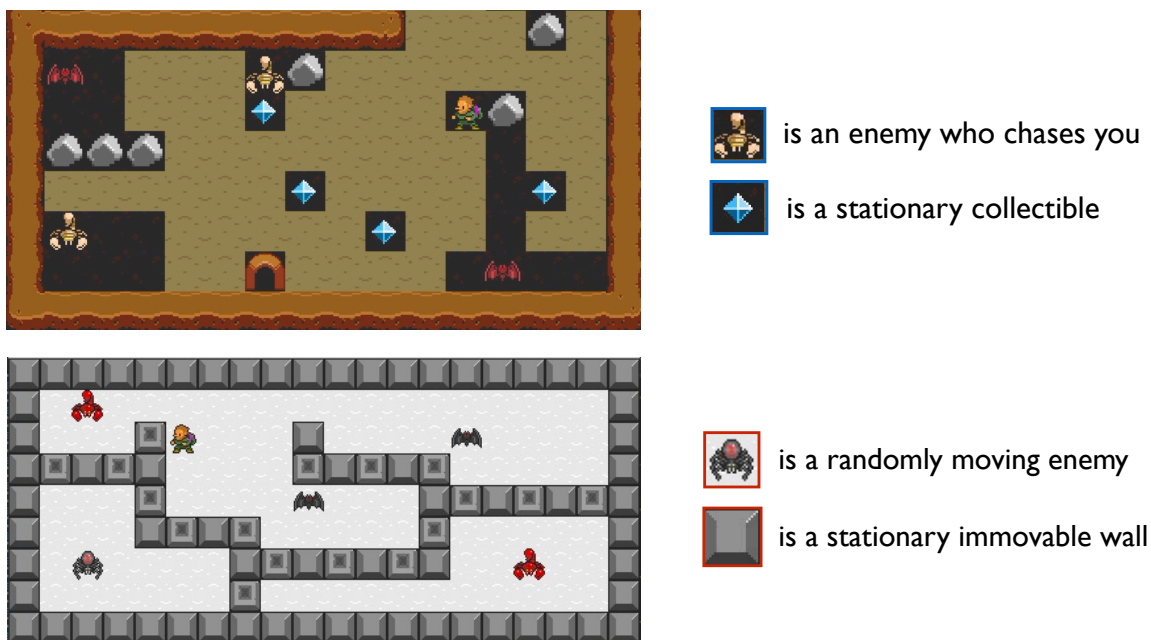 is an enemy who chases you
is a stationary collectible
is a randomly moving enemy
is a stationary immovable wall